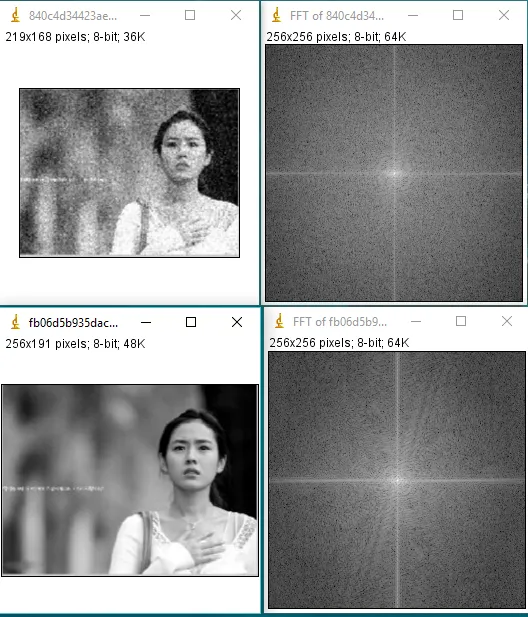 840c4d34423ae...
219x168 pixels; 8-bit; 36K
FFT of 840c4d34...
256x256 pixels; 8-bit; 64K
fb06d5b935dac...
256x191 pixels; 8-bit; 48K
FFT of fb06d5b9...
256x256 pixels; 8-bit; 64K